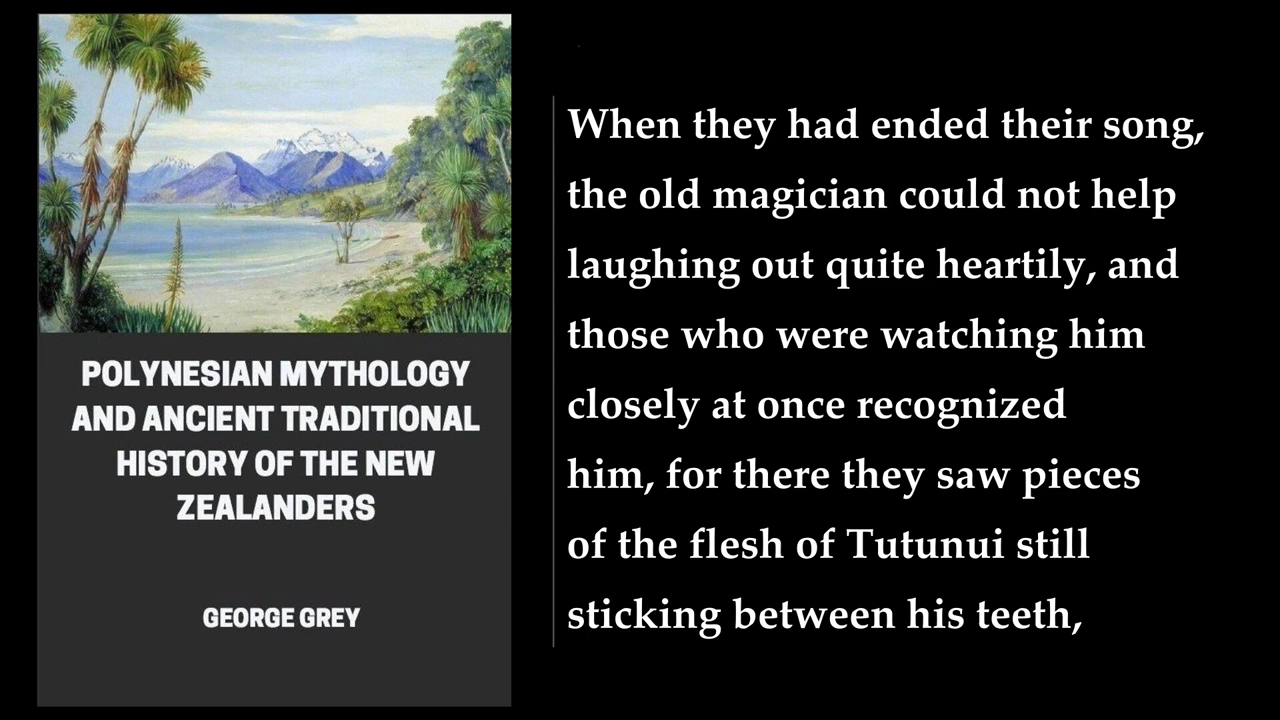 POLYNESIAN MYTHOLOGY
AND ANCIENT TRADITIONAL
HISTORY OF THE NEW
ZEALANDERS
GEORGE GREY
When they had ended their song,
the old magician could not help
laughing out quite heartily, and
those who were watching him
closely at once recognized
him, for there they saw pieces
of the flesh of Tutunui still
sticking between his teeth,